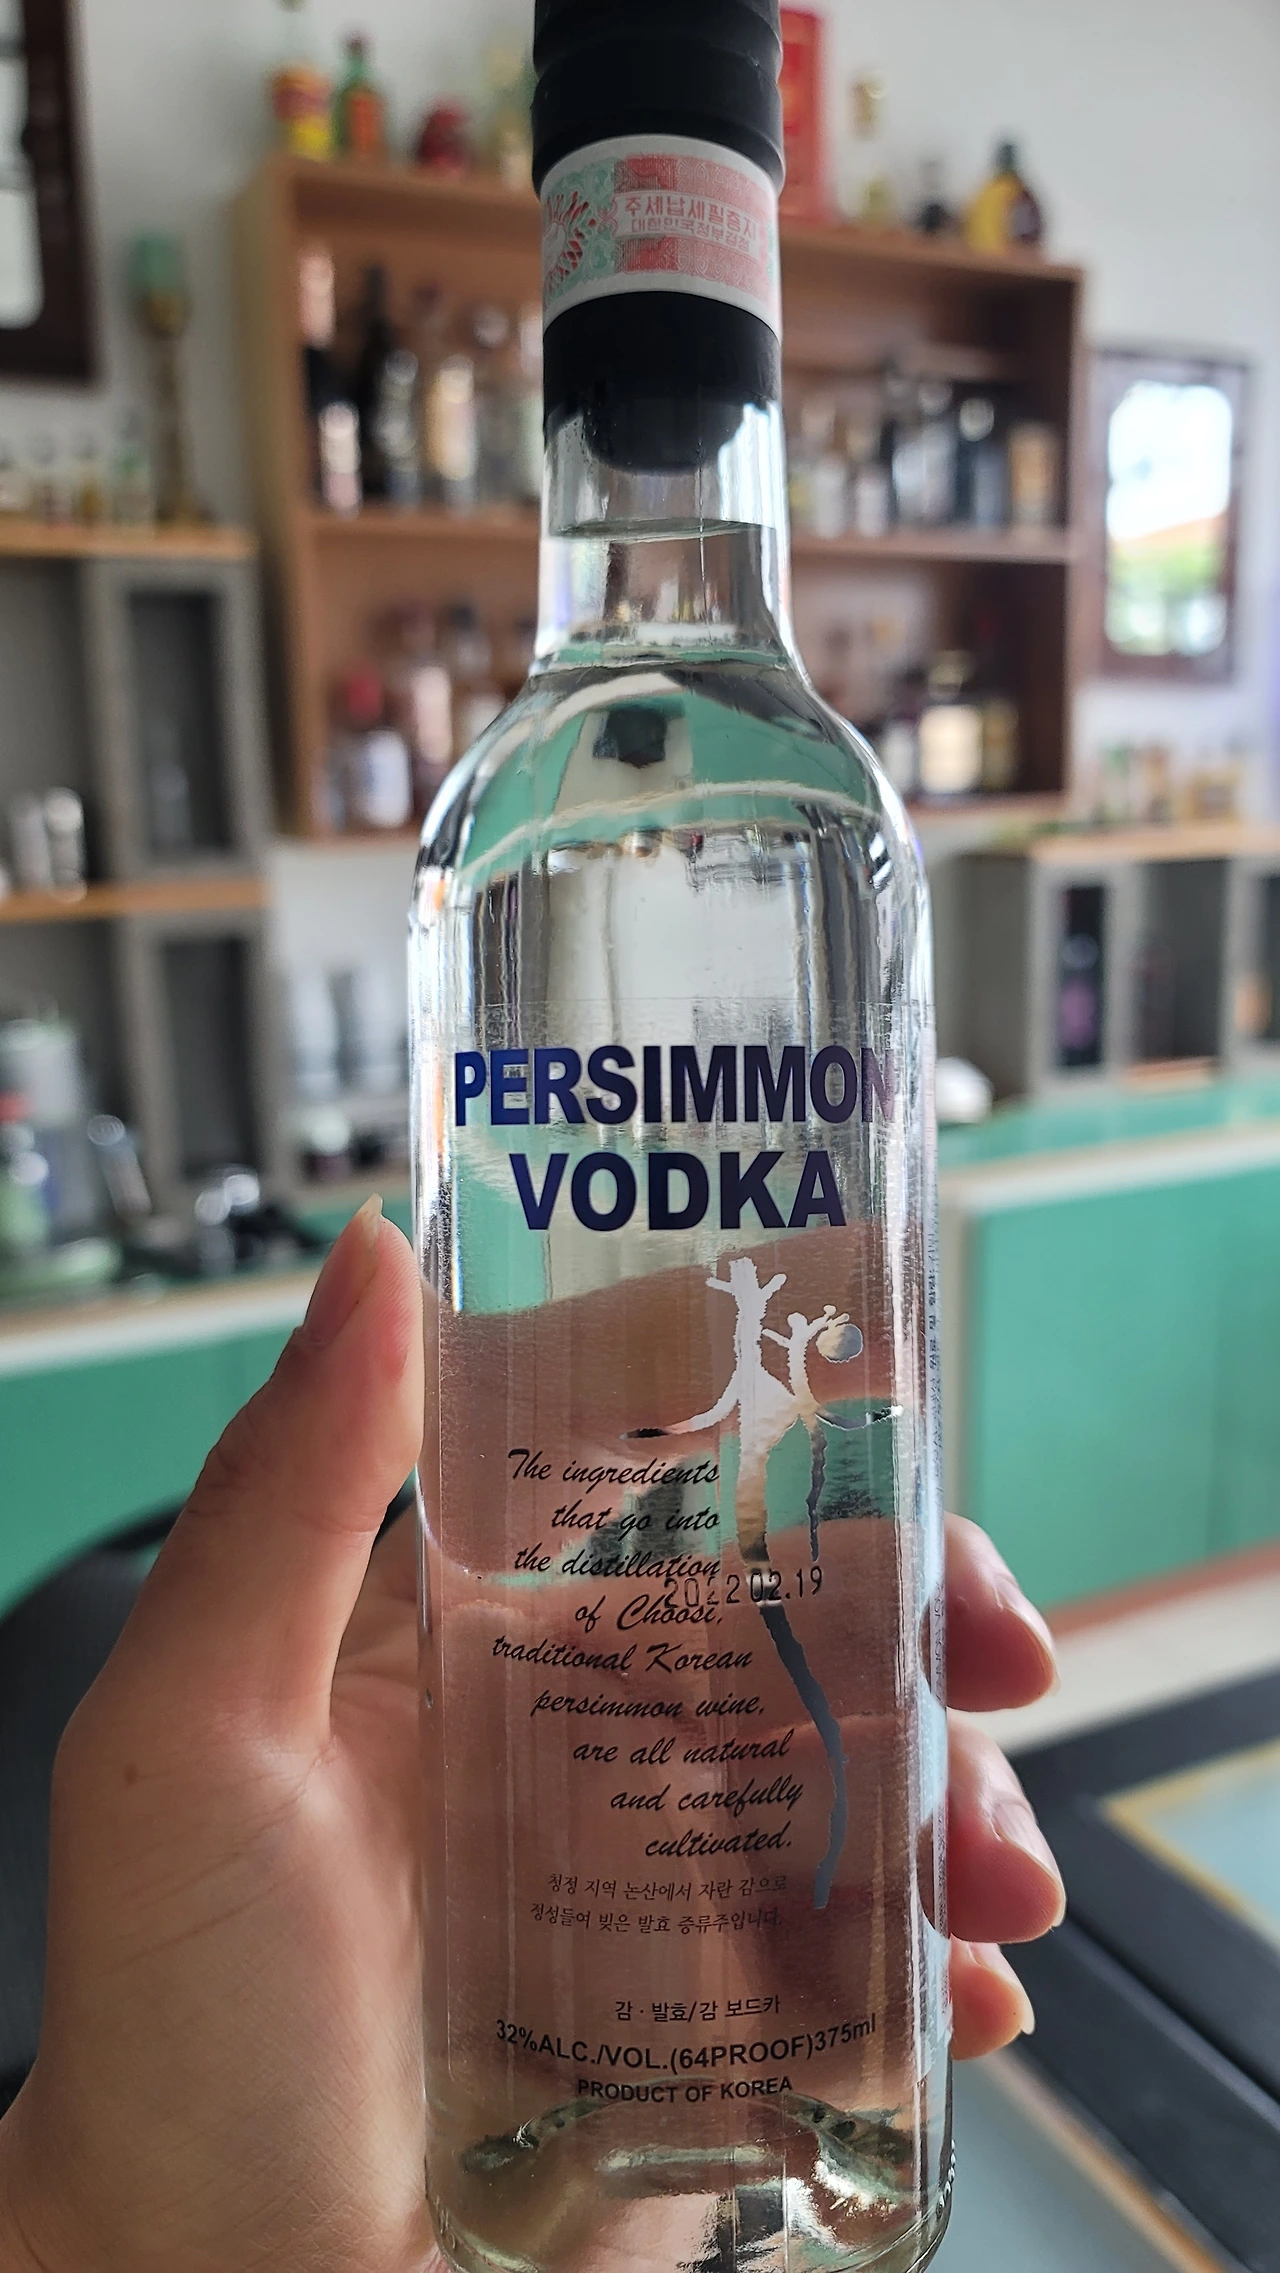 주세납세필증지
대한민국정부감정
PERSIMMON
VODKA
The ingredients
that go into
the distillation
2022 02.19
of Choosi,
traditional Korean
persimmon wine,
are all natural
and carefully
cultivated.
청정 지역 논산에서 자란 감으로
정성들여 빚은 발효 증류주입니다.
감 · 발효/감 보드카
32%ALC./VOL.(64PROOF)375ml
PRODUCT OF KOREA